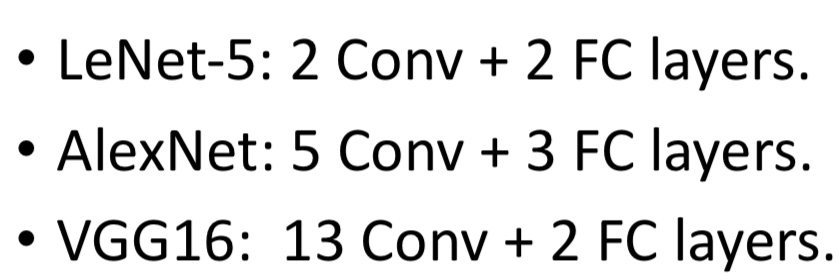 • LeNet-5: 2 Conv + 2 FC layers.
• AlexNet: 5 Conv + 3 FC layers.
• VGG16:  13 Conv + 2 FC layers.